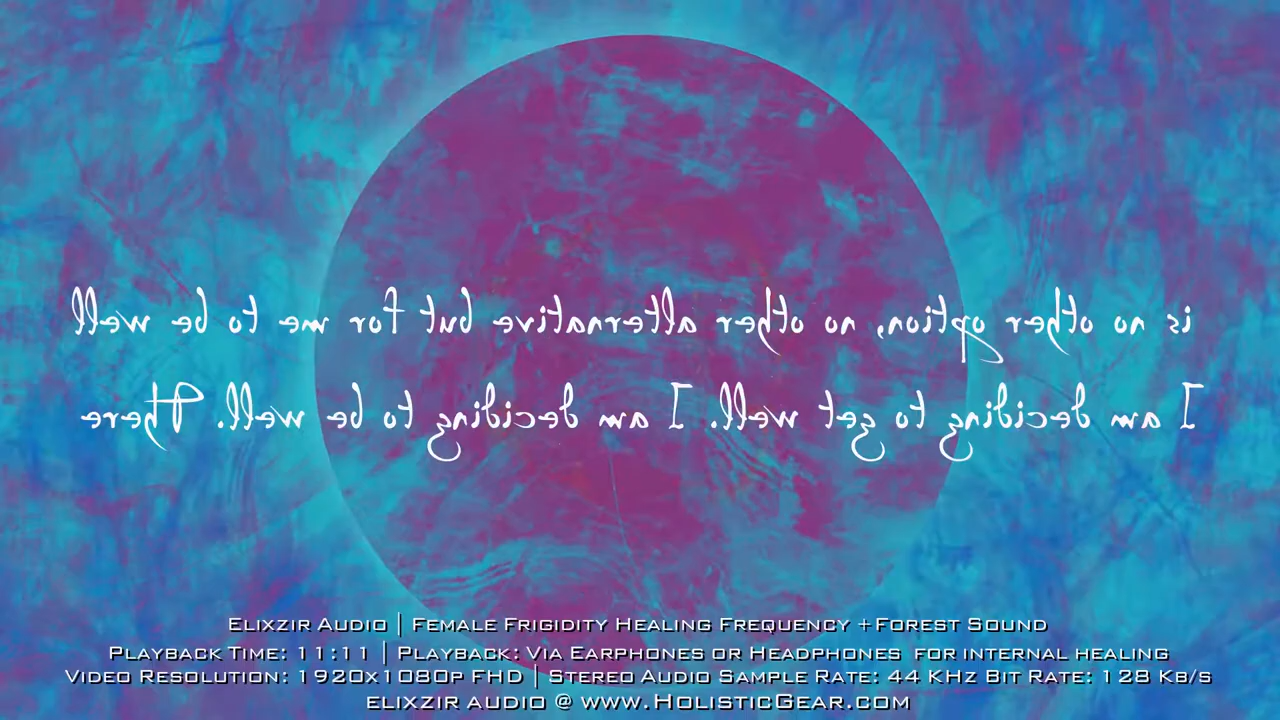 is no other option, no other alternative but for me to be well
I am deciding to get well. I am deciding to be well. There
Elixzir Audio | Female Frigidity Healing Frequency +Forest Sound
Playback Time: 11:11 | Playback: Via Earphones or Headphones for internal healing
Video Resolution: 1920x1080p FHD | Stereo Audio Sample Rate: 44 KHz Bit Rate: 128 Kb/s
elixzir audio @ www.HolisticGear.com